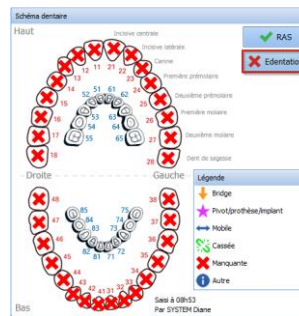 Schéma dentaire
Haut
Incisive centrale
Incisive latérale
Canine
Première prémolaire
Deuxième prémolaire
Première molaire
Deuxième molaire
Dent de sagesse
RAS
Edentatio
11 21
12 22
13 23
14 24
15 25
16 26
17 27
18 28
51 61
52 62
53 63
54 64
55 65
Droite
Gauche
48 38
47 37
46 36
45 35
44 34
43 42 41 31 32 33
85 75
84 74
83 73
82 81 71 72
Bas
Légende
Bridge
Pivot/prothèse/implant
Mobile
Cassée
Manquante
Autre
Saisi à 08h53
Par SYSTEM Diane